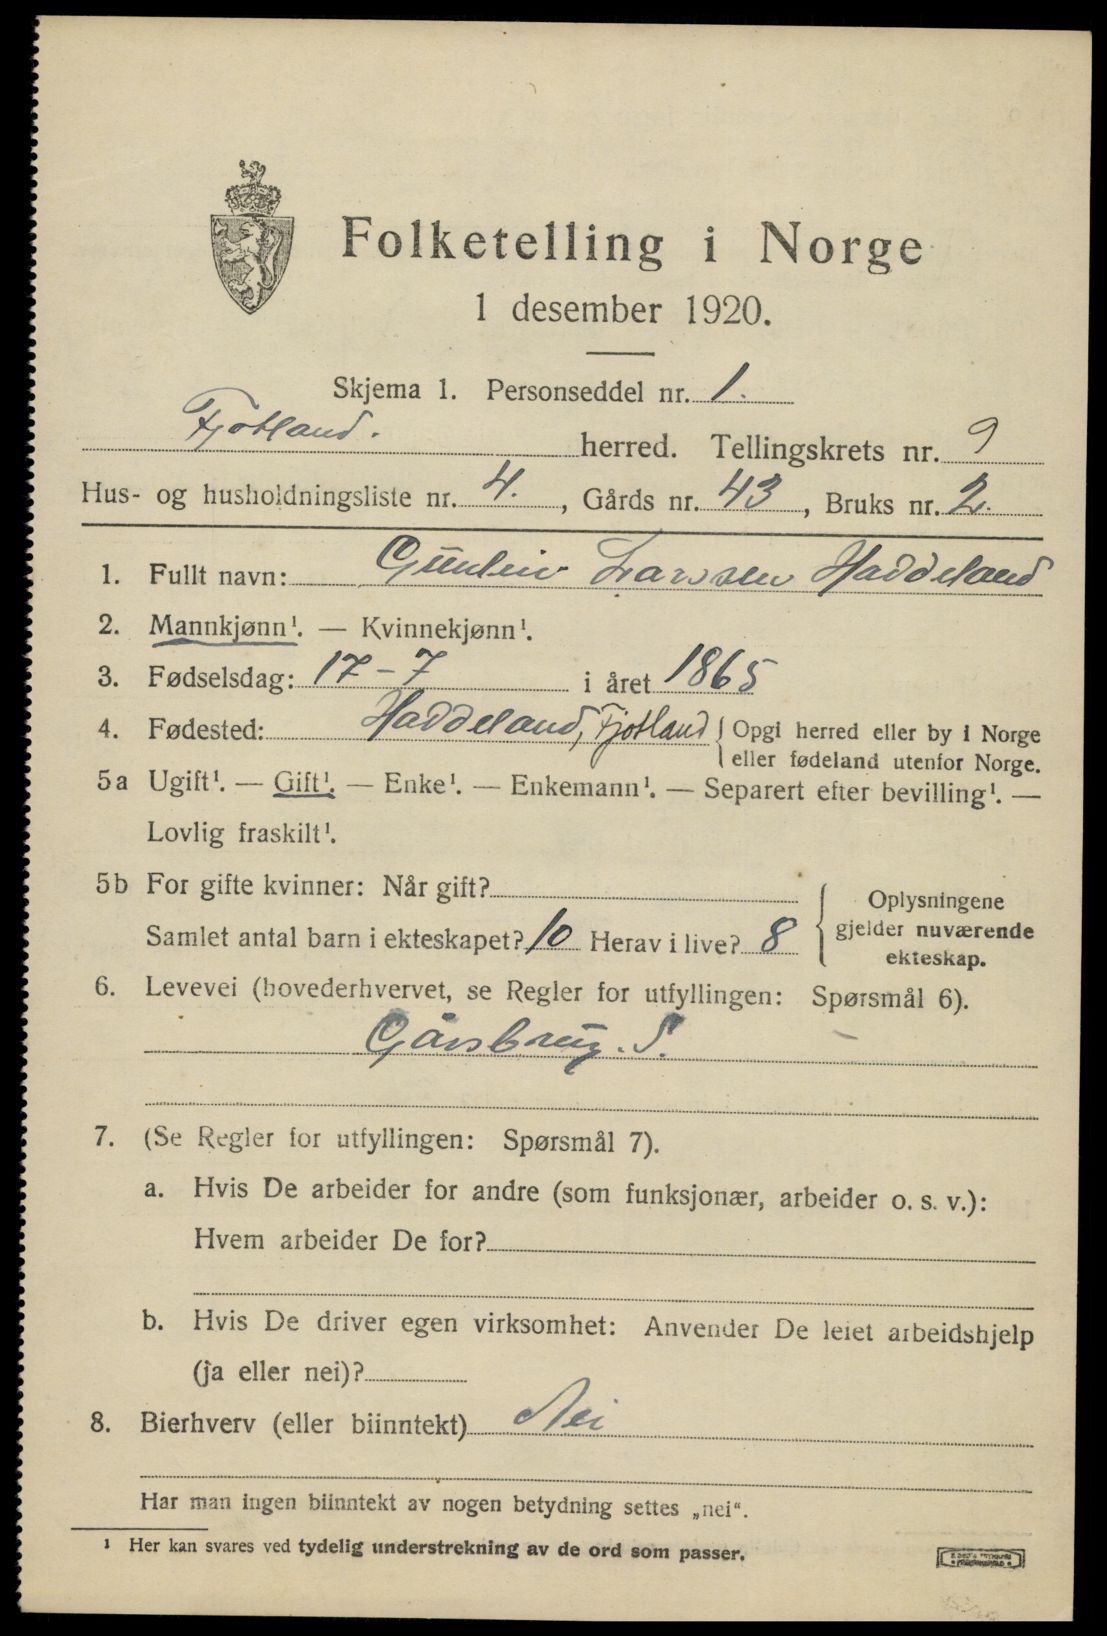 Folketelling i Norge
1 desember 1920.
Skjema 1. Personseddel nr. 1.
Fjotland. herred. Tellingskrets nr. 9
Hus- og husholdningsliste nr. 4. , Gårds nr. 43 , Bruks nr. 2.
1. Fullt navn: Gunleiv Larssen Haddeland
2. Mannkjønn¹. — Kvinnekjønn¹.
3. Fødselsdag: 17 – 7 i året 1865
4. Fødested: Haddeland, Fjotland { Opgi herred eller by i Norge
eller fødeland utenfor Norge.
5a Ugift¹. — Gift¹. — Enke¹. — Enkemann¹. — Separert efter bevilling¹. —
Lovlig fraskilt¹.
5b For gifte kvinner: Når gift?
Samlet antal barn i ekteskapet? 10 Herav i live? 8
{ Oplysningene
gjelder nuværende
ekteskap.
6. Levevei (hovederhvervet, se Regler for utfyllingen: Spørsmål 6).
Gårsbrug. S.
7. (Se Regler for utfyllingen: Spørsmål 7).
a. Hvis De arbeider for andre (som funksjonær, arbeider o. s. v.):
Hvem arbeider De for?
b. Hvis De driver egen virksomhet: Anvender De leiet arbeidshjelp
(ja eller nei)?
8. Bierhverv (eller biinntekt) Nei
Har man ingen biinntekt av nogen betydning settes „nei“.
¹ Her kan svares ved tydelig understrekning av de ord som passer.